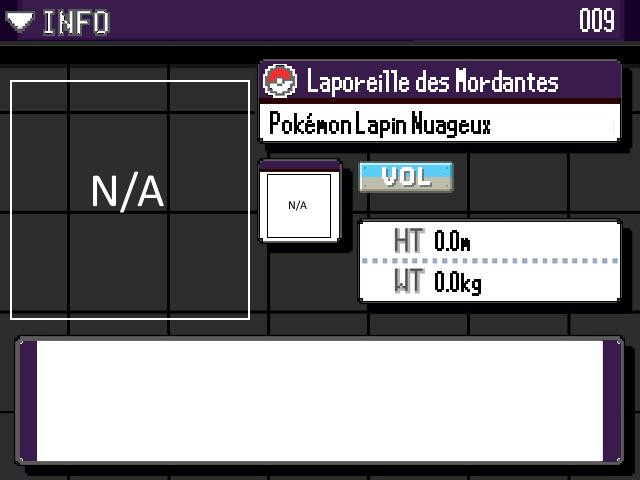 INFO
009
Laporeille des Mordantes
Pokémon Lapin Nuageux
N/A
N/A
VOL
HT 0.0m
WT 0.0kg